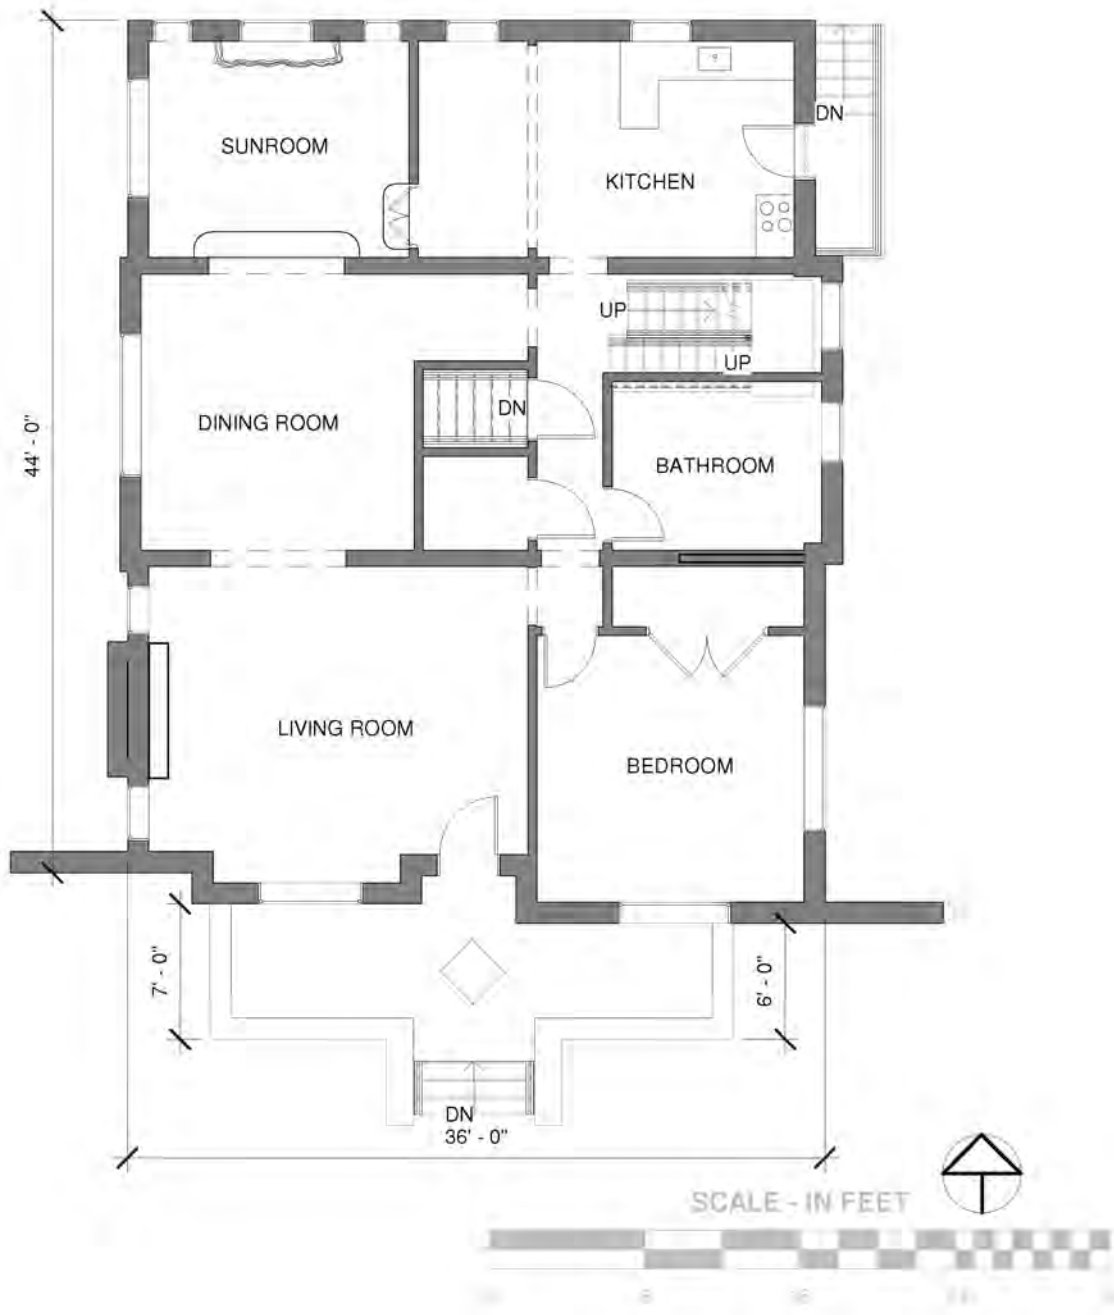 SUNROOM
DN
KITCHEN
UP
UP
44' - 0"
DN
DINING ROOM
BATHROOM
LIVING ROOM
BEDROOM
7' - 0"
6' - 0"
DN
36' - 0"
SCALE - IN FEET